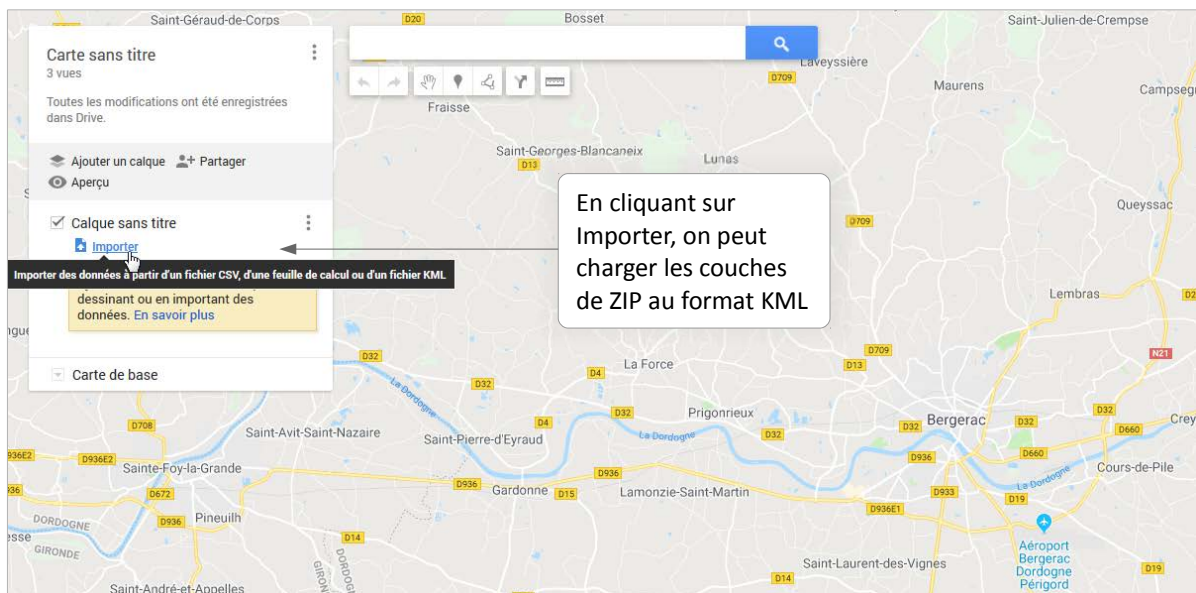 Saint-Géraud-de-Corps
D20
Bosset
Saint-Julien-de-Crempse
Carte sans titre
3 vues
Toutes les modifications ont été enregistrées
dans Drive.
Laveyssière
D709
Maurens
Fraisse
Ajouter un calque
Partager
Aperçu
Saint-Georges-Blancaneix
D13
Lunas
Queyssac
D709
Calque sans titre
Importer
Importer des données à partir d'un fichier CSV, d'une feuille de calcul ou d'un fichier KML
dessinant ou en important des
données. En savoir plus
En cliquant sur
Importer, on peut
charger les couches
de ZIP au format KML
Lembras
N21
Carte de base
D32
La Force
D709
D4
D13
D32
La Dordogne
D32
Prigonrieux
Bergerac
D32
D32
D32
D660
D708
Saint-Avit-Saint-Nazaire
Saint-Pierre-d'Eyraud
D4
La Dordogne
D32
D936E2
D936E2
Sainte-Foy-la-Grande
D936
D936
D660
Cours-de-Pile
D936
Gardonne
D15
Lamonzie-Saint-Martin
D933
La Dordogne
D19
D672
D936
Pineuilh
D936E1
DORDOGNE
GIRONDE
D14
DORDOGNE
Saint-Laurent-des-Vignes
D14
Aéroport
Bergerac
Dordogne
Périgord
D19
Saint-André-et-Appelles